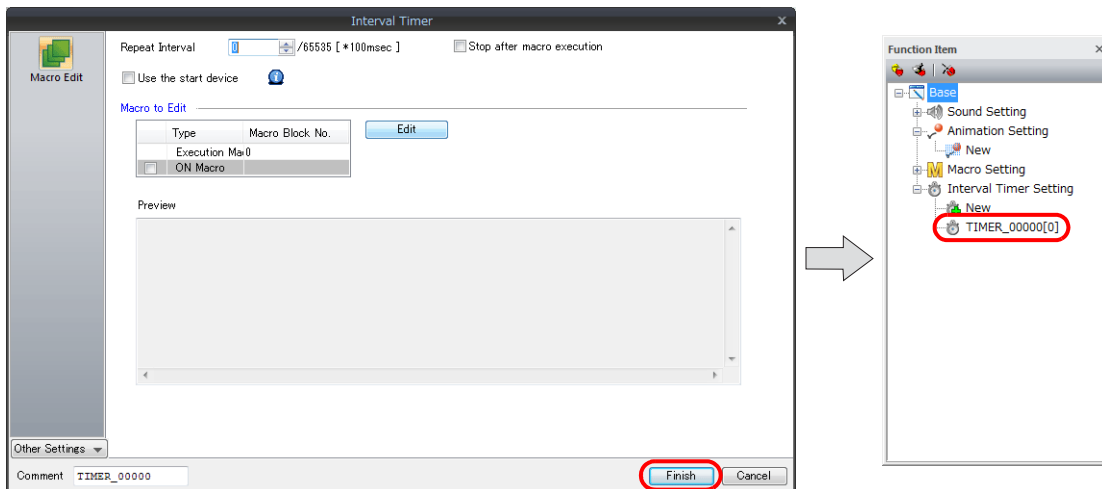 Interval Timer
x
Macro Edit
Repeat Interval 0 /65535 [ *100msec ] Stop after macro execution
Use the start device
Macro to Edit
Type Macro Block No. Edit
Execution Ma 0
ON Macro
Preview
Other Settings
Comment TIMER_00000 Finish Cancel
Function Item x
Base
Sound Setting
Animation Setting
New
Macro Setting
Interval Timer Setting
New
TIMER_00000[0]